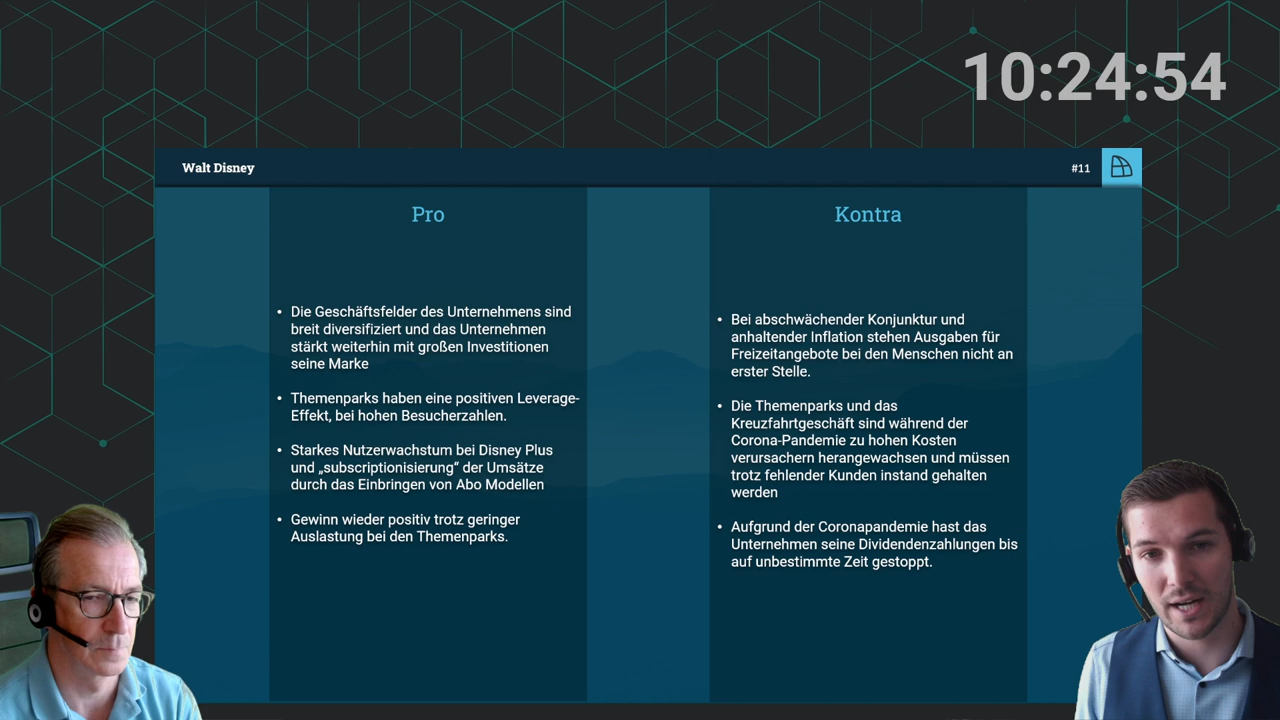 10:24:54
Walt Disney
#11
Pro
Kontra
• Die Geschäftsfelder des Unternehmens sind
breit diversifiziert und das Unternehmen
stärkt weiterhin mit großen Investitionen
seine Marke
• Themenparks haben eine positiven Leverage-
Effekt, bei hohen Besucherzahlen.
• Starkes Nutzerwachstum bei Disney Plus
und „subscriptionisierung“ der Umsätze
durch das Einbringen von Abo Modellen
• Gewinn wieder positiv trotz geringer
Auslastung bei den Themenparks.
• Bei abschwächender Konjunktur und
anhaltender Inflation stehen Ausgaben für
Freizeitangebote bei den Menschen nicht an
erster Stelle.
• Die Themenparks und das
Kreuzfahrtgeschäft sind während der
Corona-Pandemie zu hohen Kosten
verursachern herangewachsen und müssen
trotz fehlender Kunden instand gehalten
werden
• Aufgrund der Coronapandemie hast das
Unternehmen seine Dividendenzahlungen bis
auf unbestimmte Zeit gestoppt.